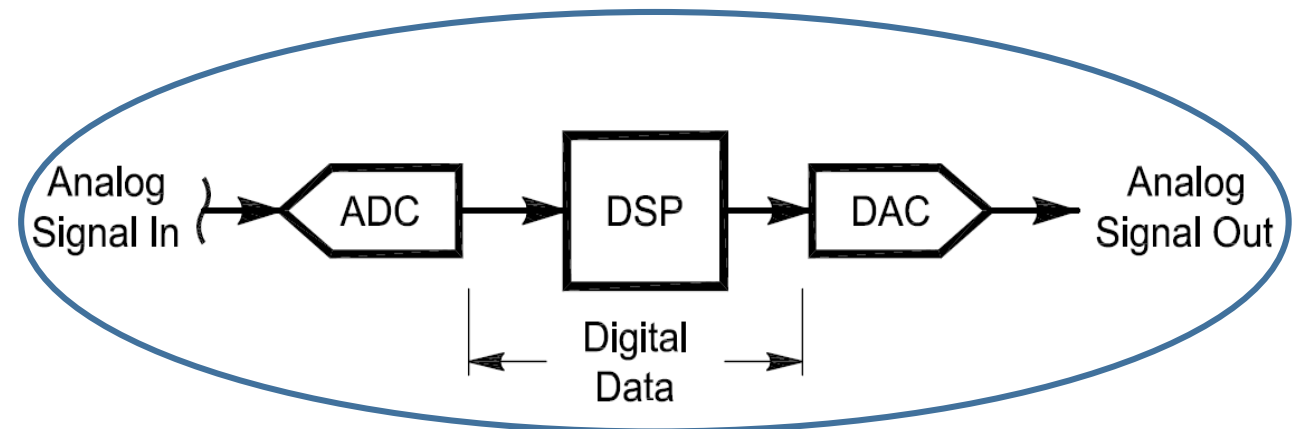 Analog
Signal In
ADC
DSP
DAC
Analog
Signal Out
Digital
Data